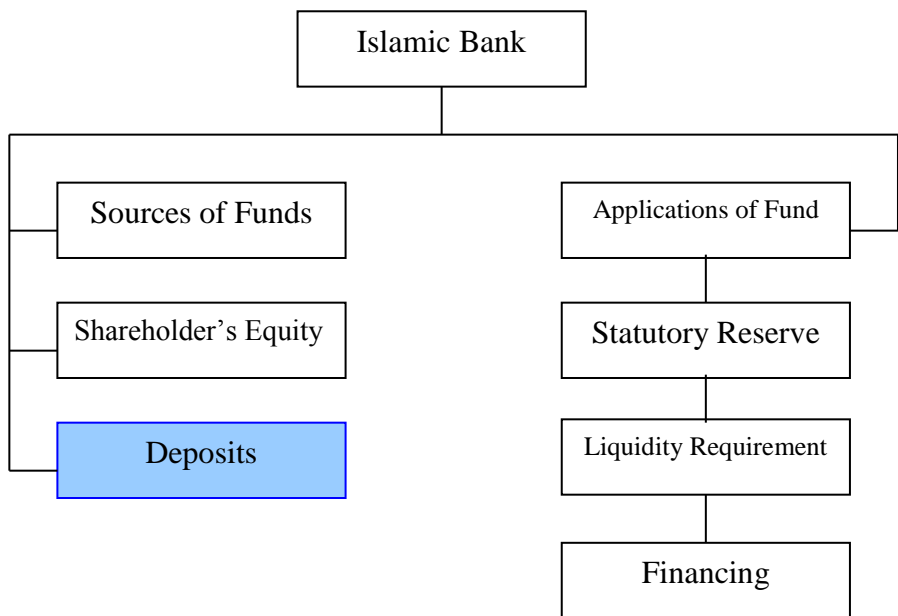 Islamic Bank
Sources of Funds
Applications of Fund
Shareholder’s Equity
Statutory Reserve
Deposits
Liquidity Requirement
Financing